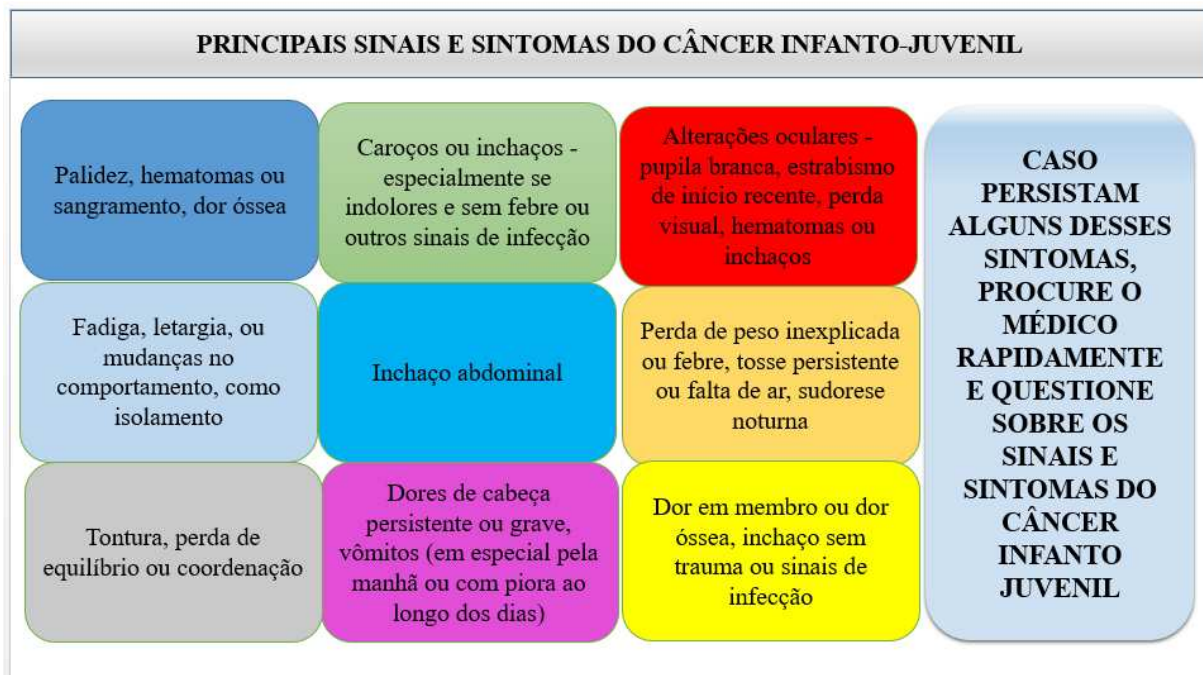 PRINCIPAIS SINAIS E SINTOMAS DO CÂNCER INFANTO-JUVENIL
Palidez, hematomas ou
sangramento, dor óssea
Caroços ou inchaços -
especialmente se
indolores e sem febre ou
outros sinais de infecção
Alterações oculares -
pupila branca, estrabismo
de início recente, perda
visual, hematomas ou
inchaços
Fadiga, letargia, ou
mudanças no
comportamento, como
isolamento
Inchaço abdominal
Perda de peso inexplicada
ou febre, tosse persistente
ou falta de ar, sudorese
noturna
Tontura, perda de
equilíbrio ou coordenação
Dores de cabeça
persistente ou grave,
vômitos (em especial pela
manhã ou com piora ao
longo dos dias)
Dor em membro ou dor
óssea, inchaço sem
trauma ou sinais de
infecção
CASO
PERSISTAM
ALGUNS DESSES
SINTOMAS,
PROCURE O
MÉDICO
RAPIDAMENTE
E QUESTIONE
SOBRE OS
SINAIS E
SINTOMAS DO
CÂNCER
INFANTO
JUVENIL